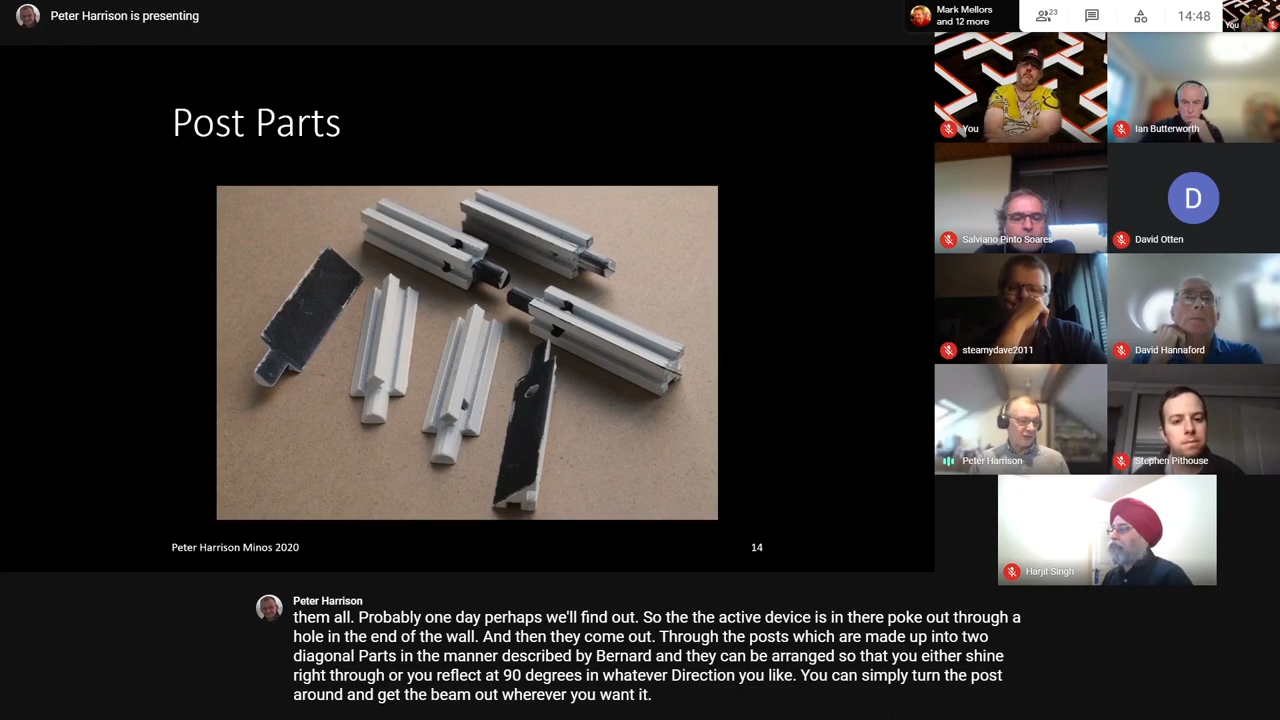 Peter Harrison is presenting
Mark Mellors
and 12 more
23
14:48
You
Post Parts
You
Ian Butterworth
Salviano Pinto Soares
D
David Otten
steamydave2011
David Hannaford
Peter Harrison
Stephen Pithouse
Harjit Singh
Peter Harrison Minos 2020
14
Peter Harrison
them all. Probably one day perhaps we'll find out. So the the active device is in there poke out through a
hole in the end of the wall. And then they come out. Through the posts which are made up into two
diagonal Parts in the manner described by Bernard and they can be arranged so that you either shine
right through or you reflect at 90 degrees in whatever Direction you like. You can simply turn the post
around and get the beam out wherever you want it.